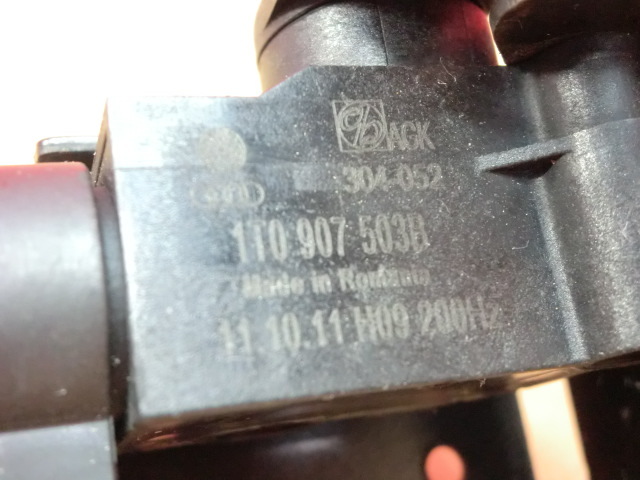 ACK
304-052
1T0 907 503B
Made in Romania
11.10.11 H09 200Hz